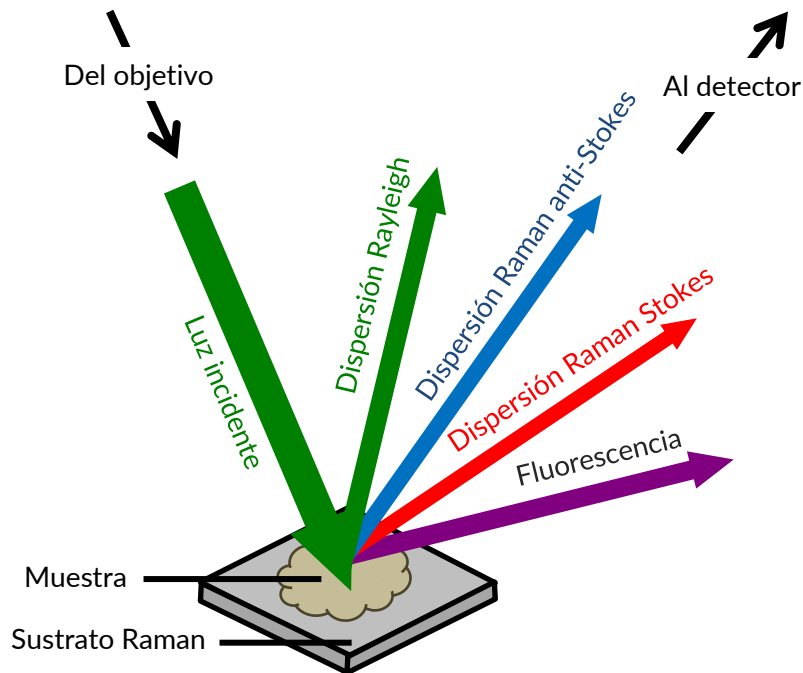 Del objetivo
Al detector
Luz incidente
Dispersión Rayleigh
Dispersión Raman anti-Stokes
Dispersión Raman Stokes
Fluorescencia
Muestra
Sustrato Raman